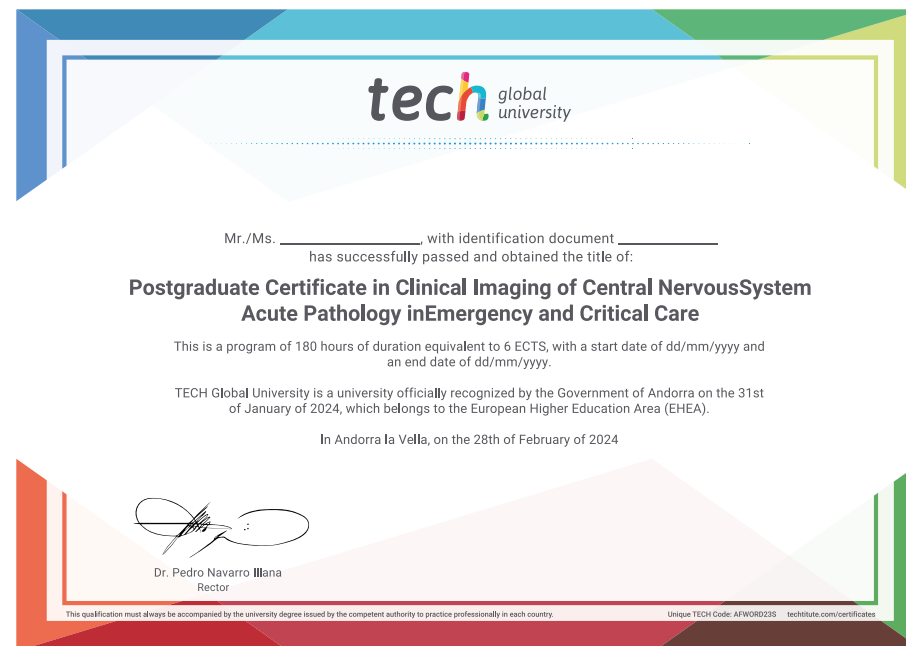 tech global
university
Mr./Ms. ____________, with identification document ____________
has successfully passed and obtained the title of:
Postgraduate Certificate in Clinical Imaging of Central NervousSystem
Acute Pathology inEmergency and Critical Care
This is a program of 180 hours of duration equivalent to 6 ECTS, with a start date of dd/mm/yyyy and
an end date of dd/mm/yyyy.
TECH Global University is a university officially recognized by the Government of Andorra on the 31st
of January of 2024, which belongs to the European Higher Education Area (EHEA).
In Andorra la Vella, on the 28th of February of 2024
Dr. Pedro Navarro Illana
Rector
This qualification must always be accompanied by the university degree issued by the competent authority to practice professionally in each country.
Unique TECH Code: AFWORD23S techtitute.com/certificates